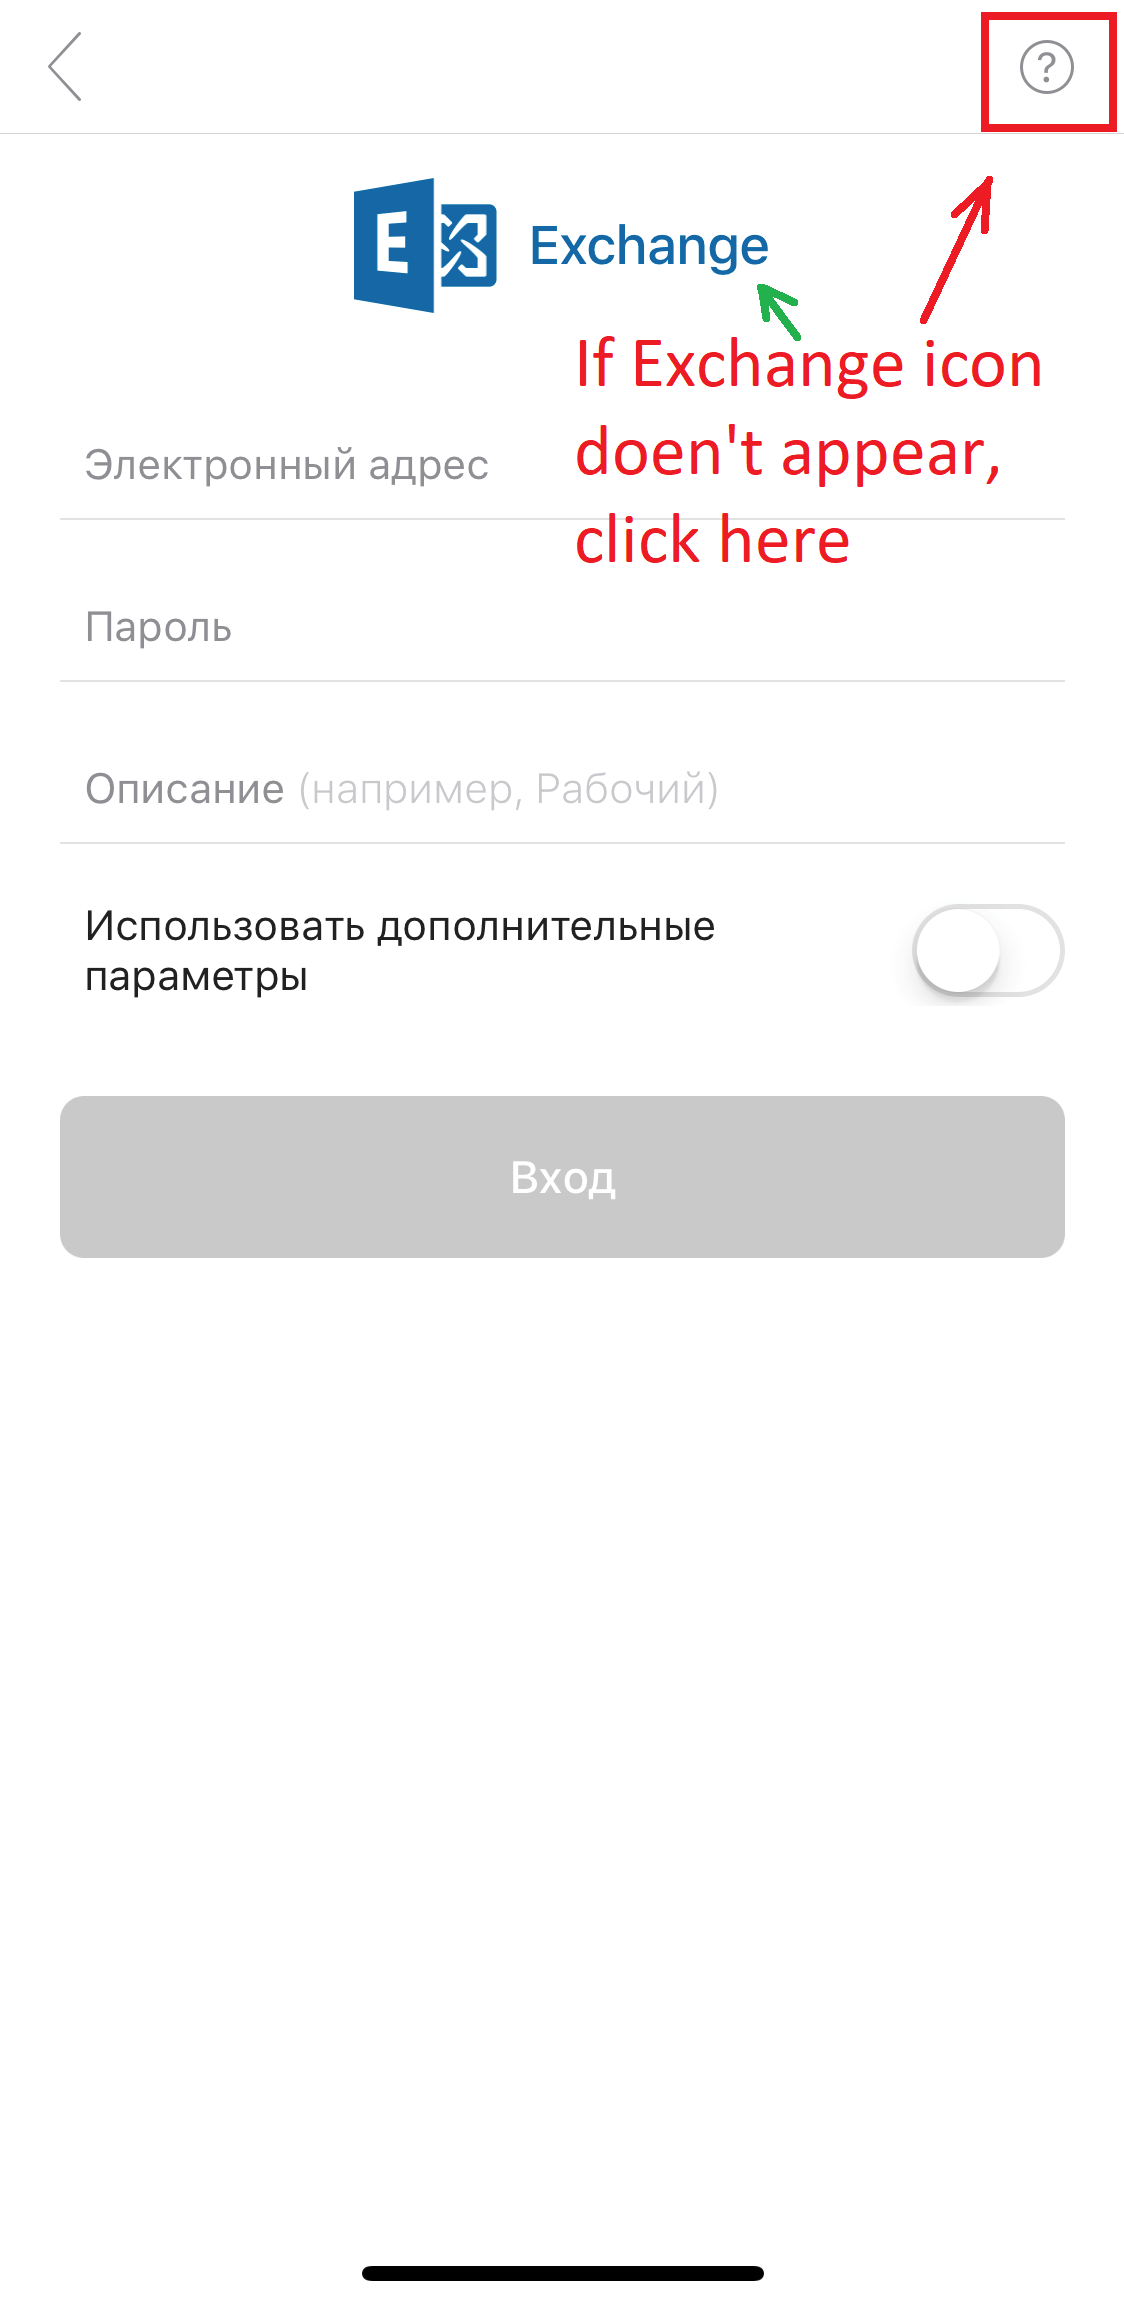 ?
E
Exchange
If Exchange icon
doen't appear,
click here
Электронный адрес
Пароль
Описание (например, Рабочий)
Использовать дополнительные
параметры
Вход